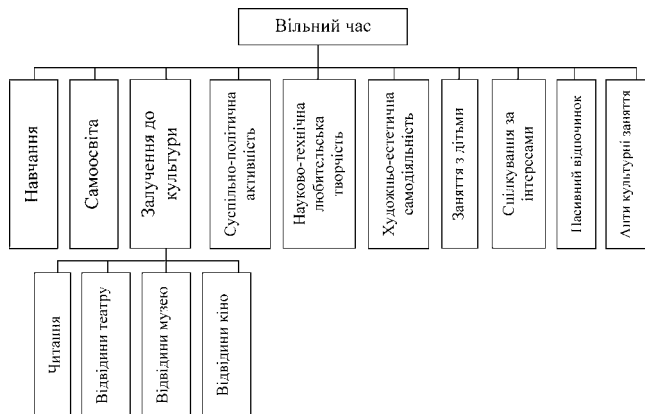 Вільний час
Навчання
Самоосвіта
Залучення до
культури
Суспільно-політична
активність
Науково-технічна
любительська
творчість
Художньо-естетична
самодіяльність
Заняття з дітьми
Спілкування за
інтересами
Пасивний відпочинок
Анти культурні заняття
Читання
Відвідини театру
Відвідини музею
Відвідини кіно